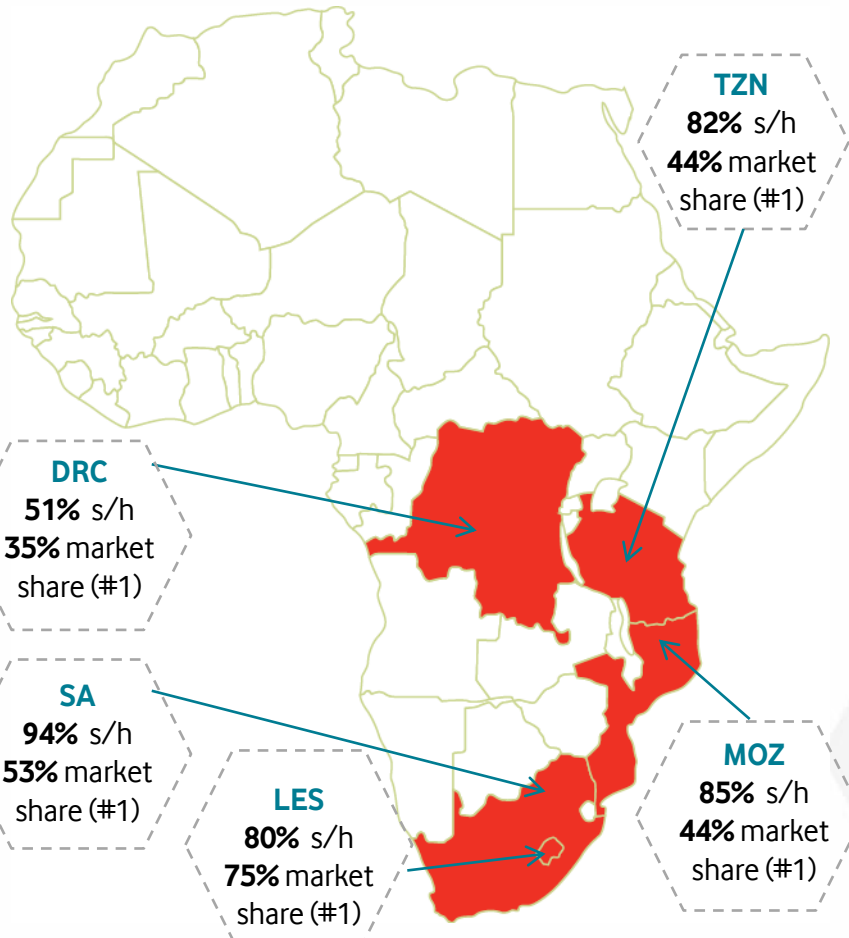 TZN
82% s/h
44% market
share (#1)
DRC
51% s/h
35% market
share (#1)
SA
94% s/h
53% market
share (#1)
LES
80% s/h
75% market
share (#1)
MOZ
85% s/h
44% market
share (#1)